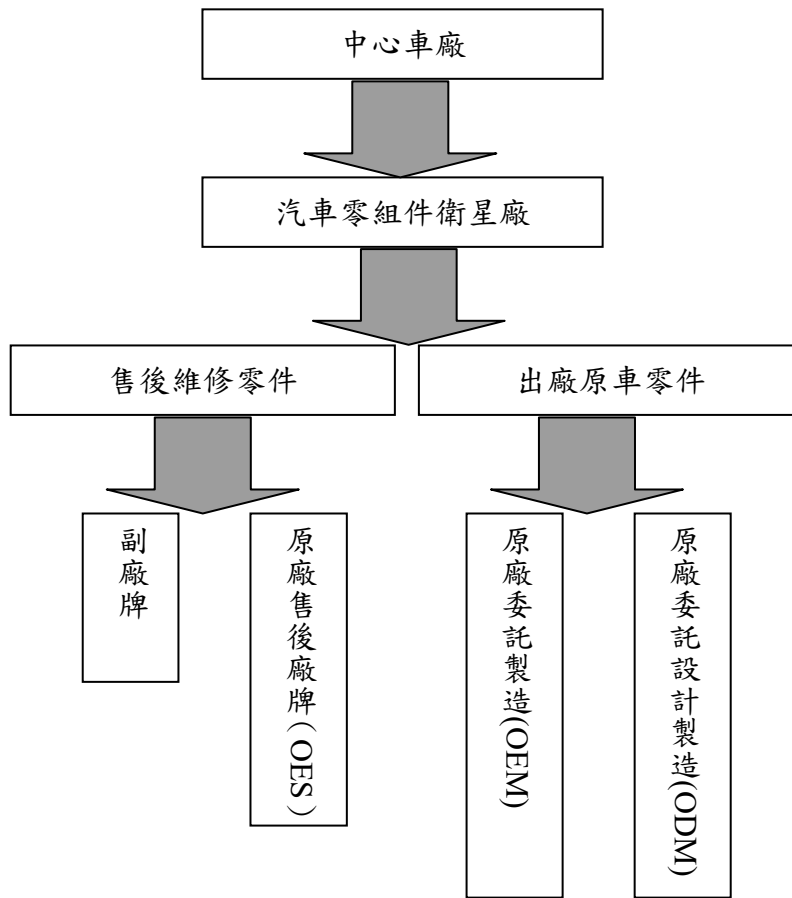 中心車廠
汽車零組件衛星廠
售後維修零件
出廠原車零件
副廠牌
原廠售後廠牌(OES)
原廠委託製造(OEM)
原廠委託設計製造(ODM)